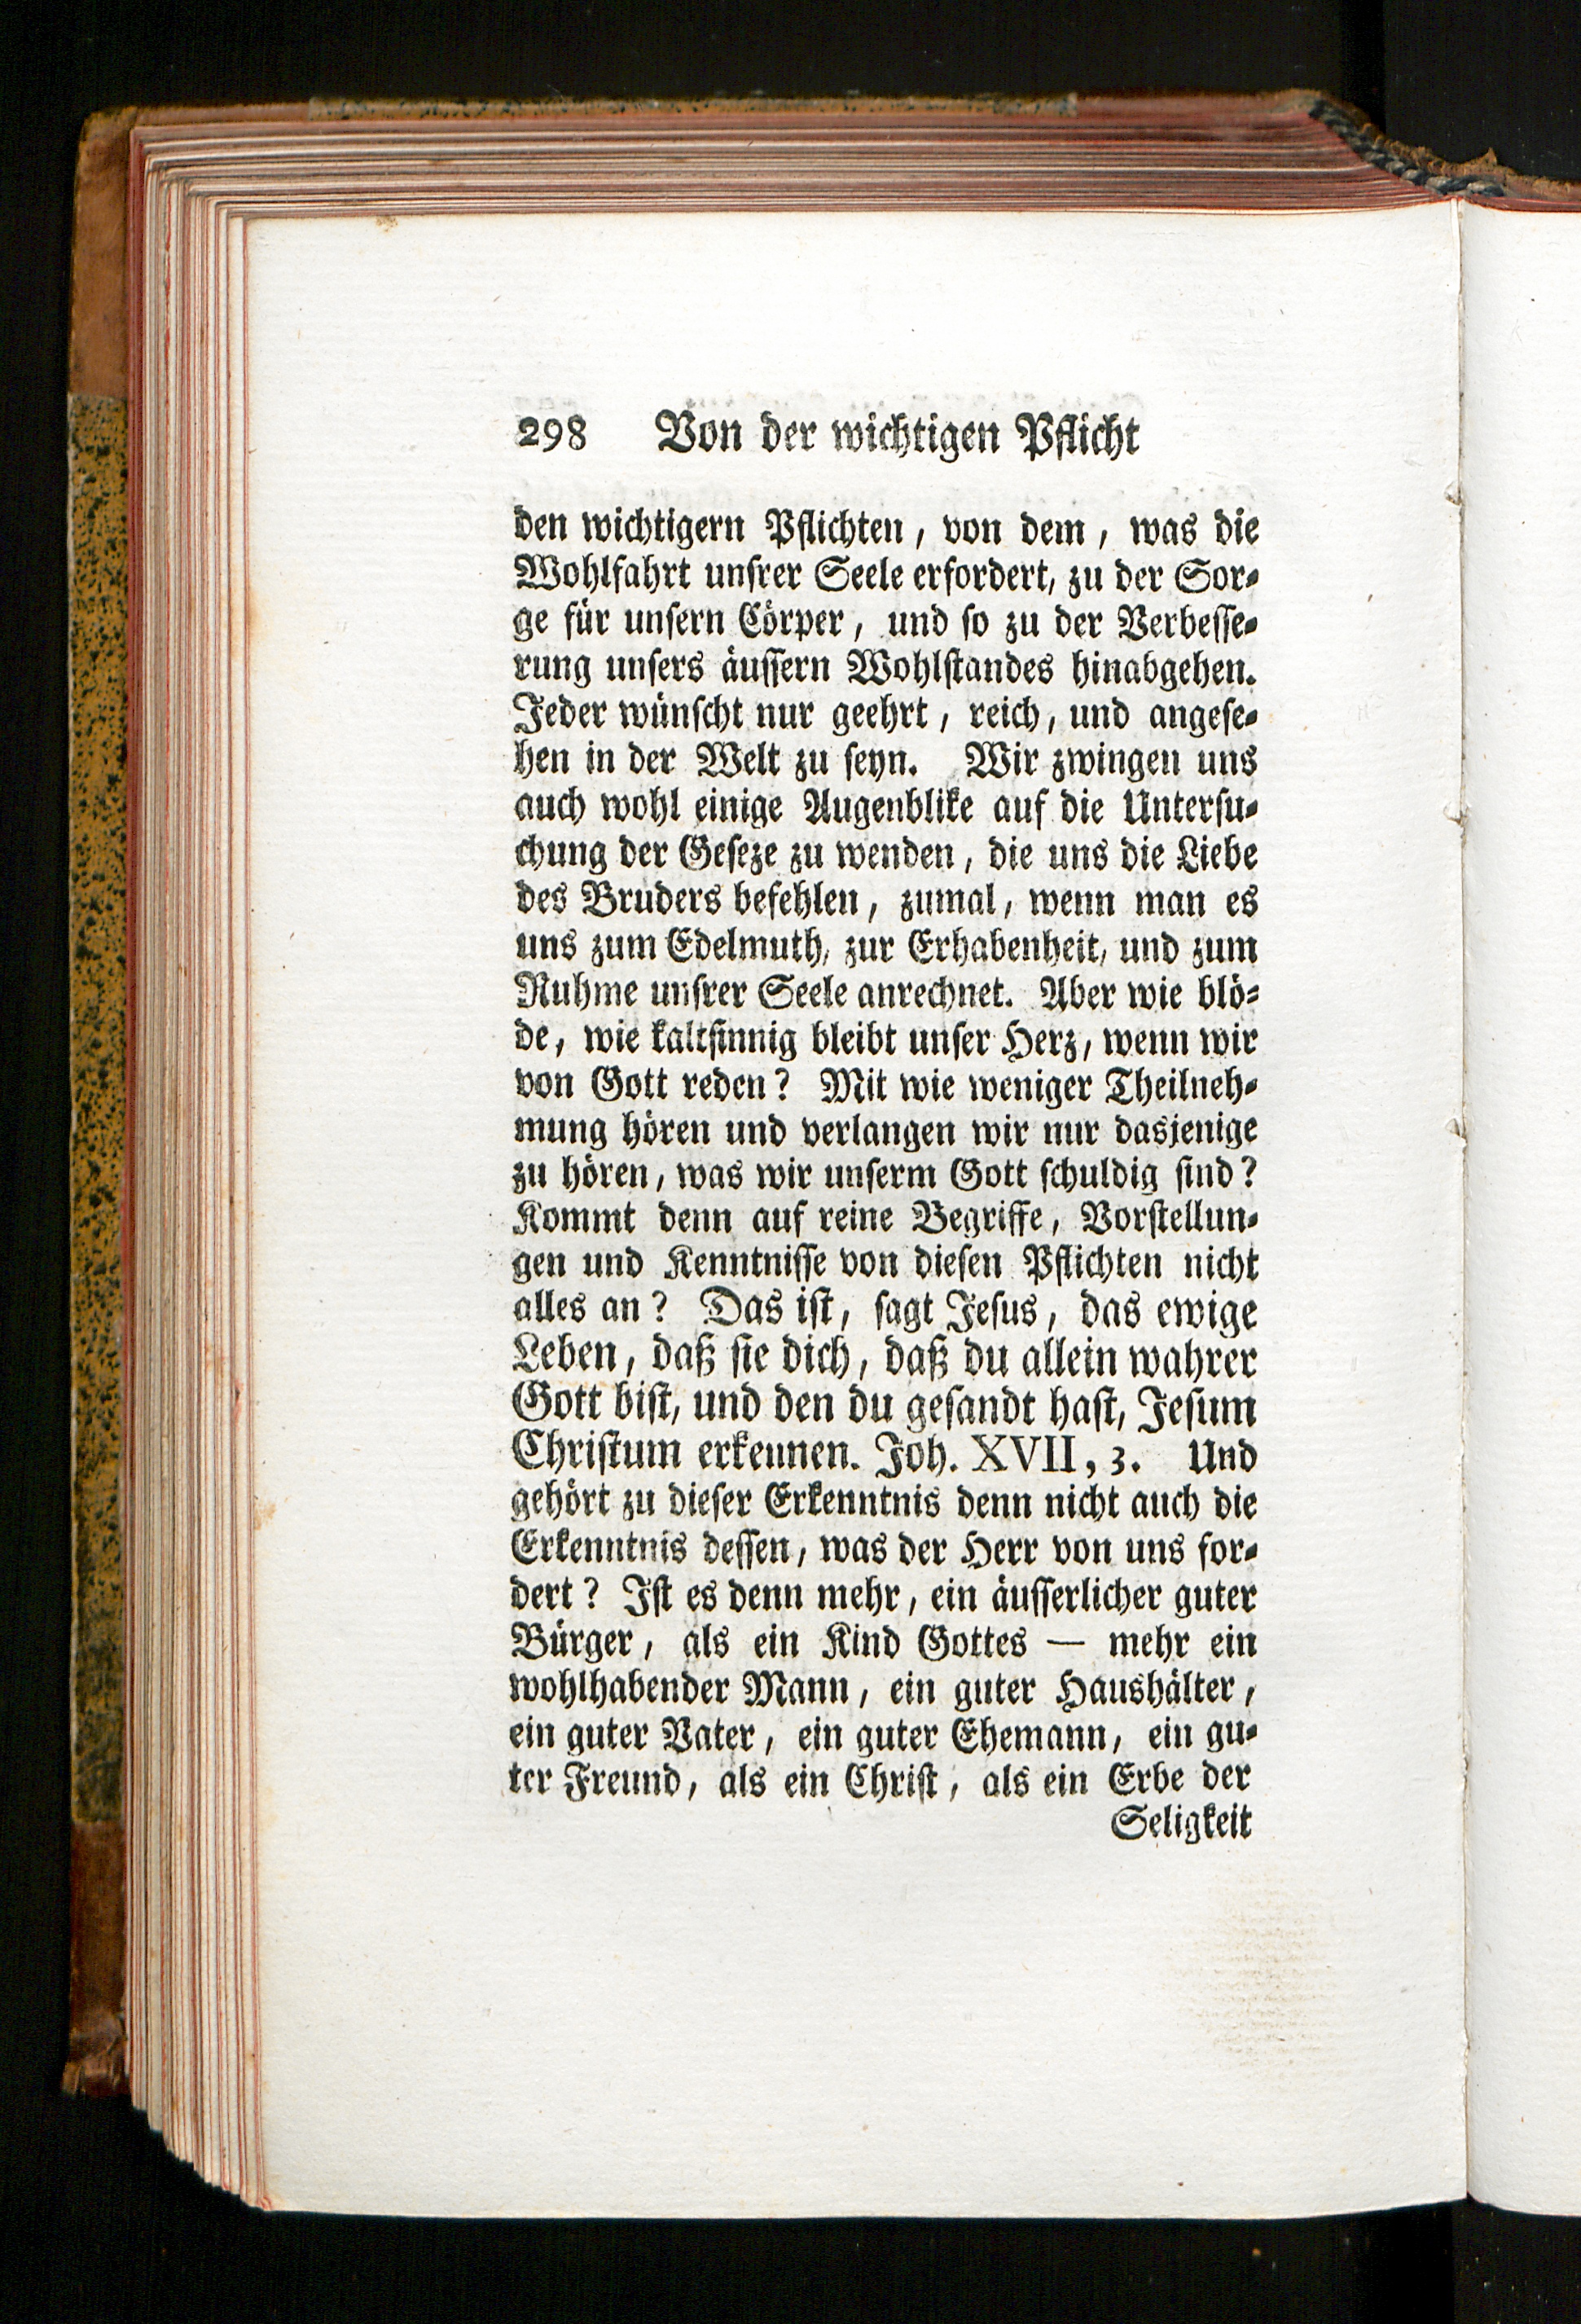 298 Von der wichtigen Pflicht
den wichtigern Pflichten, von dem, was die
Wohlfahrt unſrer Seele erfordert, zu der Sor-
ge für unſern Cörper, und ſo zu der Verbeſſe-
rung unſers äuſſern Wohlſtandes hinabgehen.
Jeder wünſcht nur geehrt, reich, und angeſe-
hen in der Welt zu ſeyn. Wir zwingen uns
auch wohl einige Augenblike auf die Unterſu-
chung der Geſeze zu wenden, die uns die Liebe
des Bruders befehlen, zumal, wenn man es
uns zum Edelmuth, zur Erhabenheit, und zum
Ruhme unſrer Seele anrechnet. Aber wie blö-
de, wie kaltſinnig bleibt unſer Herz, wenn wir
von Gott reden? Mit wie weniger Theilneh-
mung hören und verlangen wir nur dasjenige
zu hören, was wir unſerm Gott ſchuldig ſind?
Kommt denn auf reine Begriffe, Vorſtellun-
gen und Kenntniſſe von dieſen Pflichten nicht
alles an? Das iſt, ſagt Jeſus, das ewige
Leben, daß ſie dich, daß du allein wahrer
Gott biſt, und den du geſandt haſt, Jeſum
Chriſtum erkennen. Joh. XVII, 3. Und
gehört zu dieſer Erkenntnis denn nicht auch die
Erkenntnis deſſen, was der Herr von uns for-
dert? Iſt es denn mehr, ein äuſſerlicher guter
Bürger, als ein Kind Gottes — mehr ein
wohlhabender Mann, ein guter Haushälter,
ein guter Vater, ein guter Ehemann, ein gu-
ter Freund, als ein Chriſt, als ein Erbe der
Seligkeit